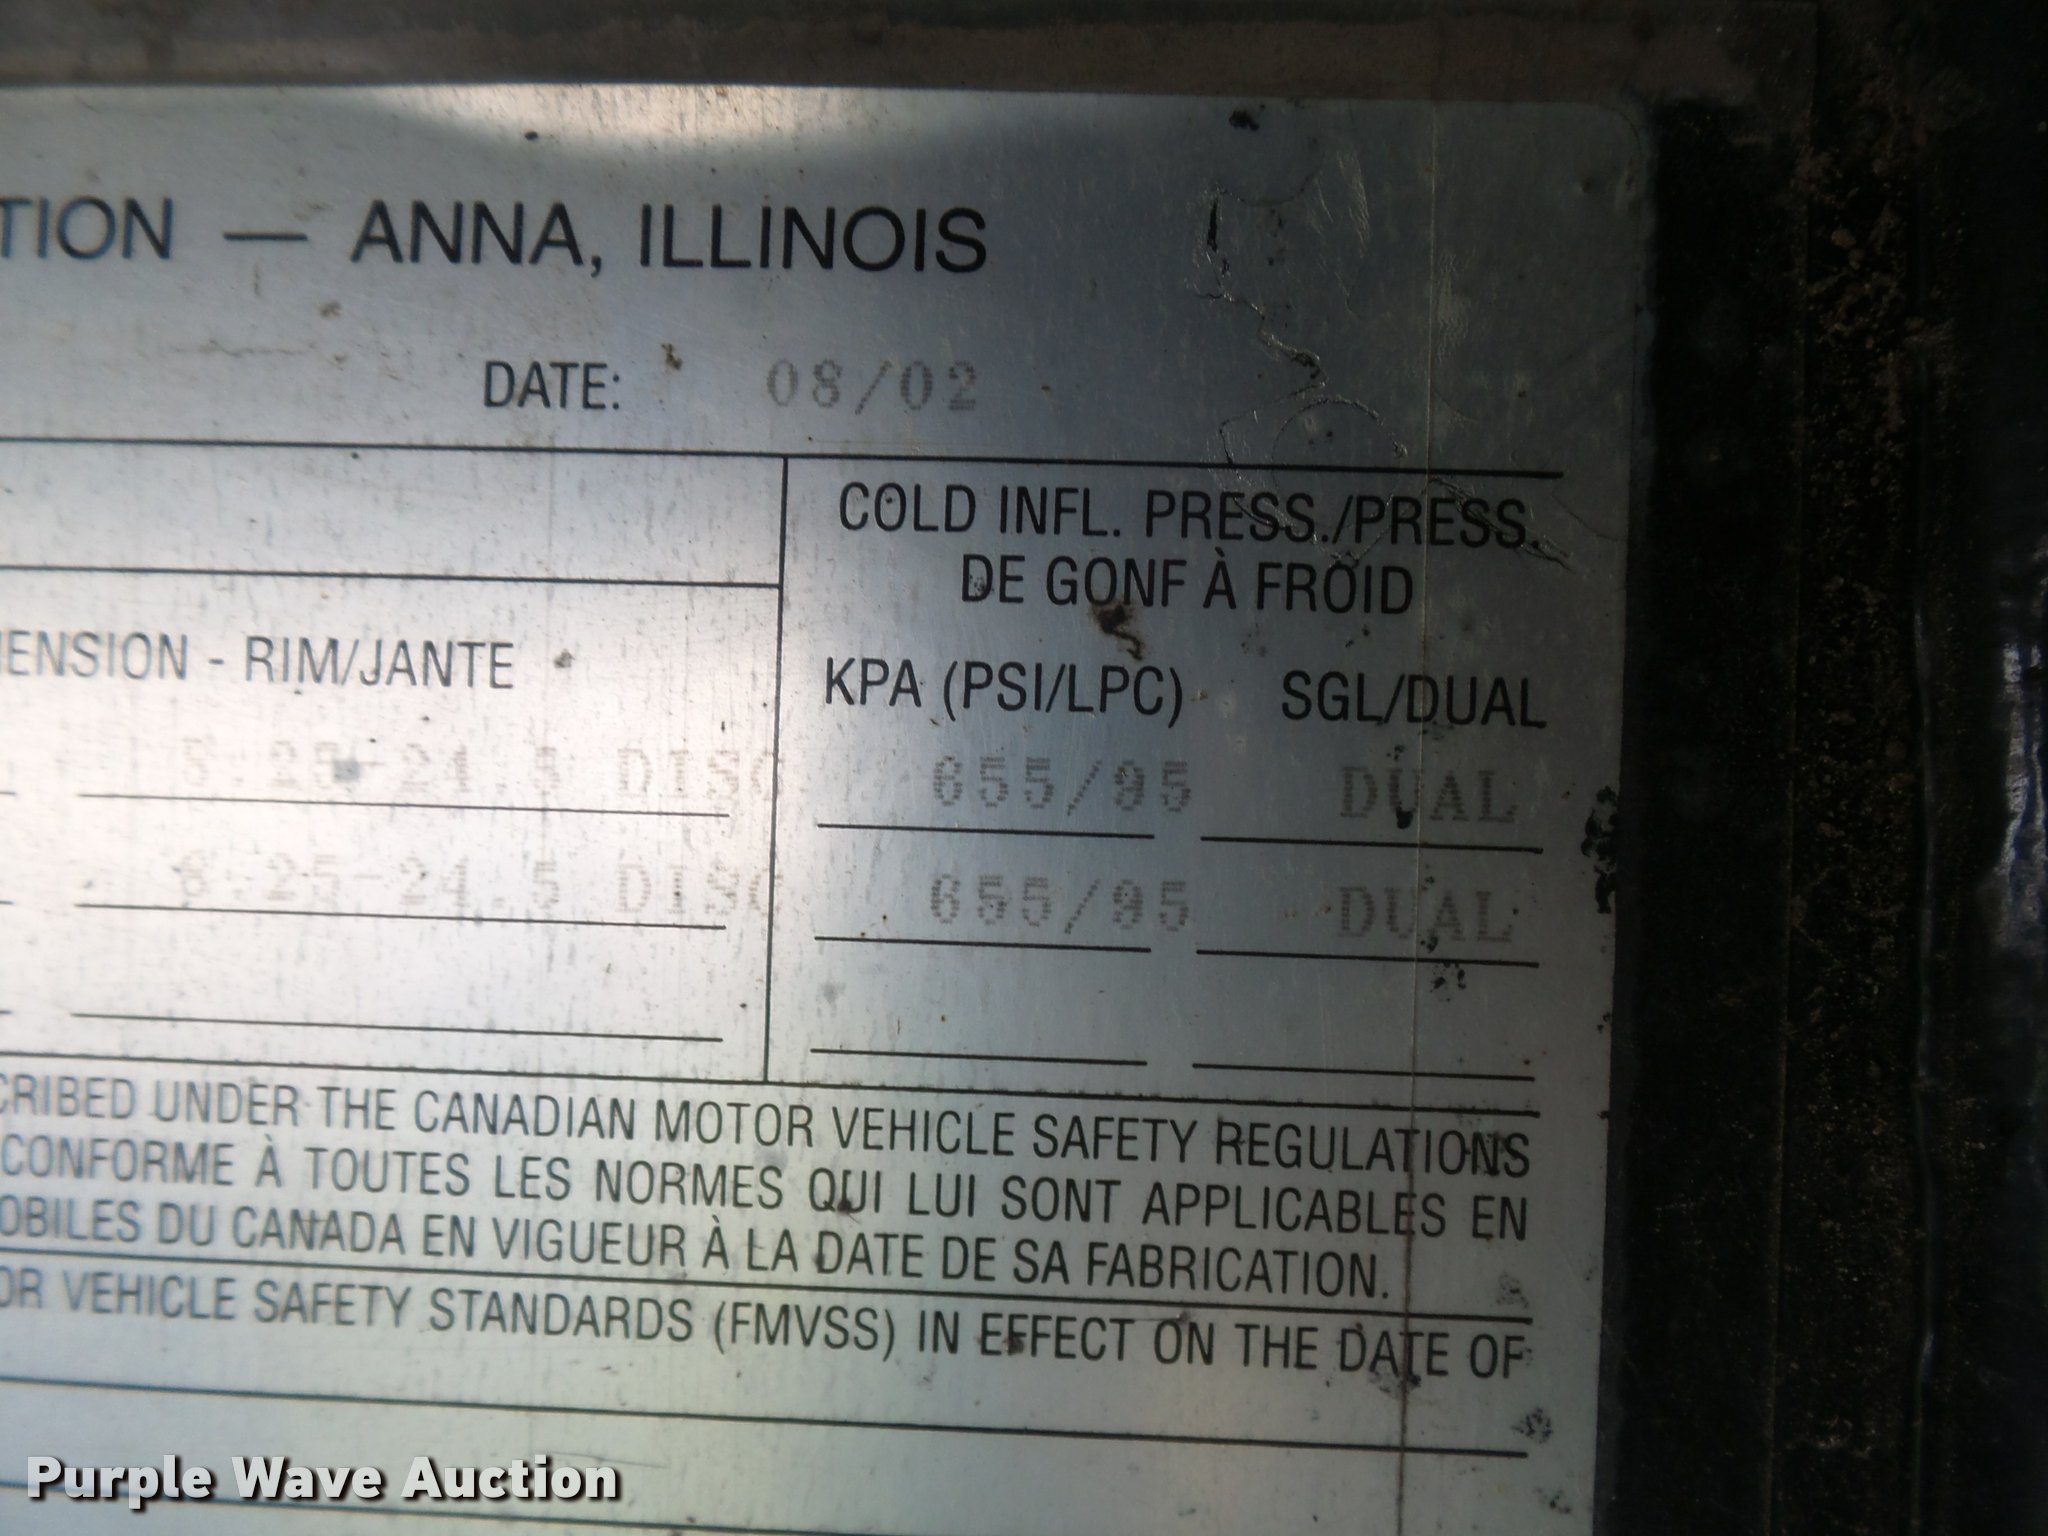 TION — ANNA, ILLINOIS
DATE: 08/02
COLD INFL. PRESS./PRESS.
DE GONF À FROID
ENSION - RIM/JANTE
KPA (PSI/LPC) SGL/DUAL
8.25-24.5 DISC 655/95 DUAL
8.25-24.5 DISC 655/95 DUAL
CRIBED UNDER THE CANADIAN MOTOR VEHICLE SAFETY REGULATIONS
CONFORME À TOUTES LES NORMES QUI LUI SONT APPLICABLES EN
OBILES DU CANADA EN VIGUEUR À LA DATE DE SA FABRICATION.
OR VEHICLE SAFETY STANDARDS (FMVSS) IN EFFECT ON THE DATE OF
Purple Wave Auction